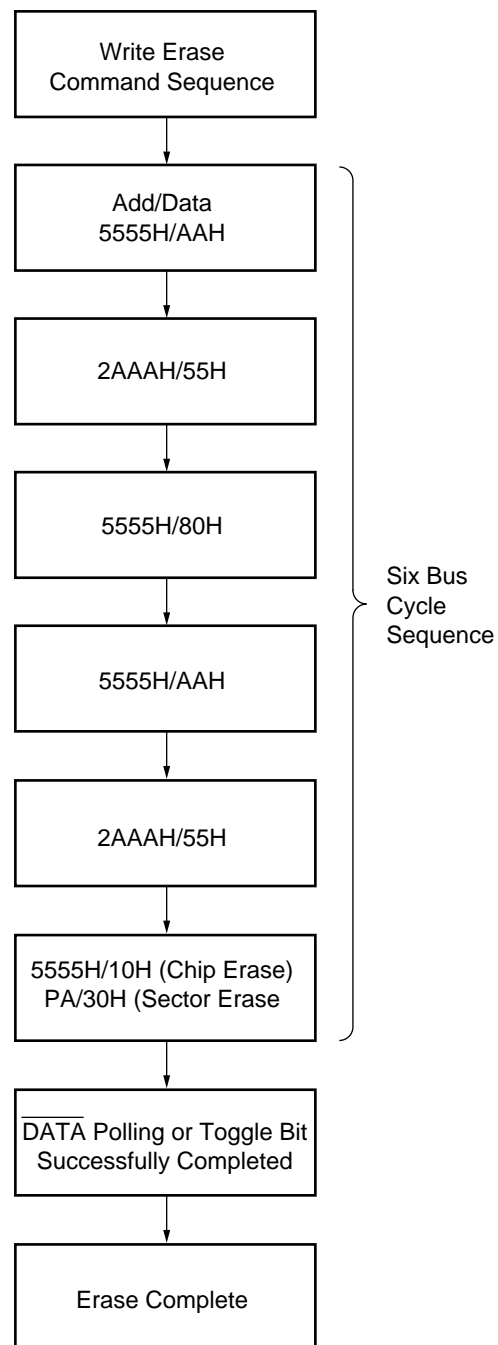 Write Erase
Command Sequence
Add/Data
5555H/AAH
2AAAH/55H
5555H/80H
5555H/AAH
2AAAH/55H
5555H/10H (Chip Erase)
PA/30H (Sector Erase
Six Bus
Cycle
Sequence
D̅A̅T̅A̅ Polling or Toggle Bit
Successfully Completed
Erase Complete